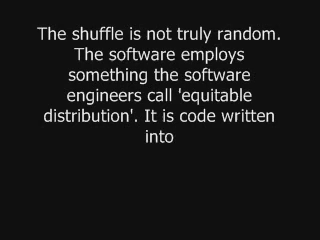 The shuffle is not truly random.
The software employs
something the software
engineers call 'equitable
distribution'. It is code written
into